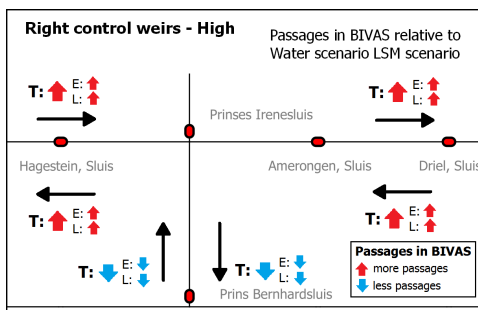 Right control weirs - High
Passages in BIVAS relative to
Water scenario LSM scenario
T: E:
L:
T: E:
L:
Prinses Irenesluis
Hagestein, Sluis
Amerongen, Sluis
Driel, Sluis
T: E:
L:
T: E:
L:
T: E:
L:
T: E:
L:
Prins Bernhardsluis
Passages in BIVAS
more passages
less passages